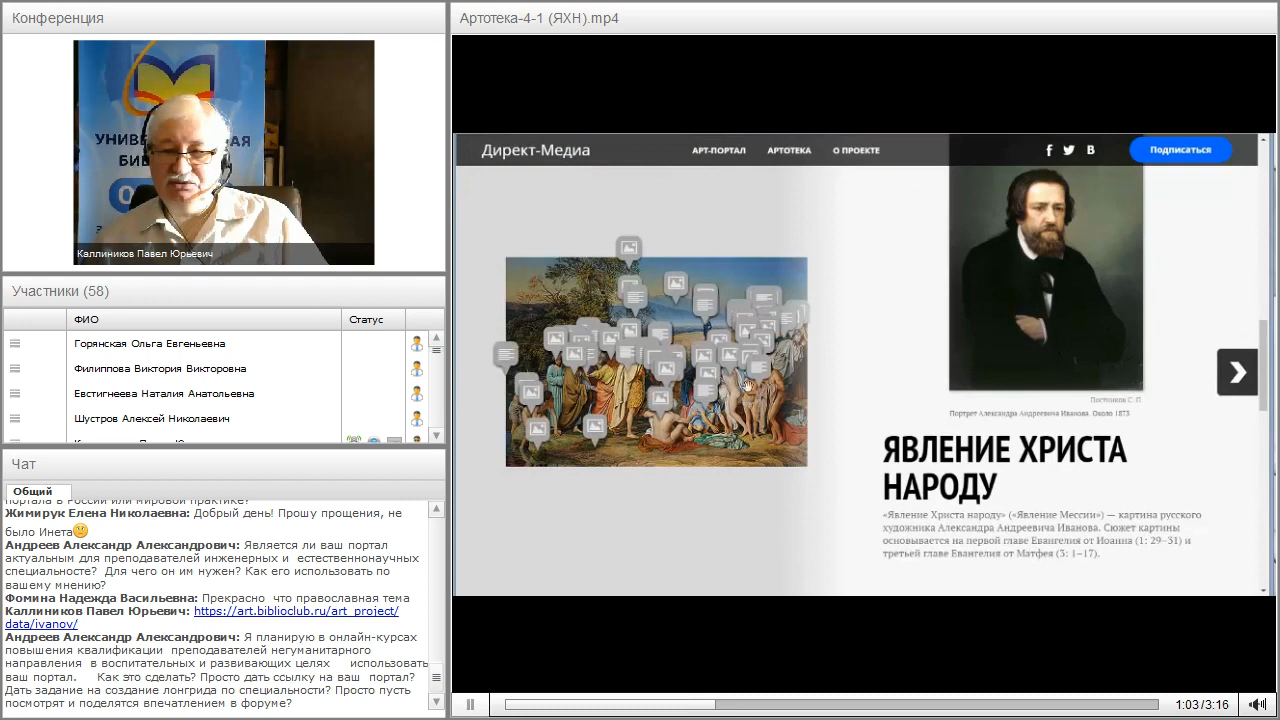 Конференция
УНИВЕ
АЯ
БИБ
Каллиников Павел Юрьевич
Участники (58)
ФИО
Статус
Горянская Ольга Евгеньевна
Филиппова Виктория Викторовна
Евстигнеева Наталия Анатольевна
Шустров Алексей Николаевич
Чат
Общий
портала в России или мировой практике?
Жимирук Елена Николаевна: Добрый день! Прошу прощения, не
было Инета
Андреев Александр Александрович: Является ли ваш портал
актуальным для преподавателей инженерных и естественнонаучных
специальносте? Для чего он им нужен? Как его использовать по
вашему мнению?
Фомина Надежда Васильевна: Прекрасно что православная тема
Каллиников Павел Юрьевич: https://art.biblioclub.ru/art_project/
data/ivanov/
Андреев Александр Александрович: Я планирую в онлайн-курсах
повышения квалификации преподавателей негуманитарного
направления в воспитательных и развивающих целях использовать
ваш портал. Как это сделать? Просто дать ссылку на ваш портал?
Дать задание на создание лонгрида по специальности? Просто пусть
посмотрят и поделятся впечатлением в форуме?
Артотека-4-1 (ЯХН).mp4
Директ-Медиа
АРТ-ПОРТАЛ
АРТОТЕКА
О ПРОЕКТЕ
Подписаться
Постников С. П.
Портрет Александра Андреевича Иванова. Около 1873
ЯВЛЕНИЕ ХРИСТА
НАРОДУ
«Явление Христа народу» («Явление Мессии») — картина русского
художника Александра Андреевича Иванова. Сюжет картины
основывается на первой главе Евангелия от Иоанна (1: 29–31) и
третьей главе Евангелия от Матфея (3: 1–17).
1:03 / 3:16